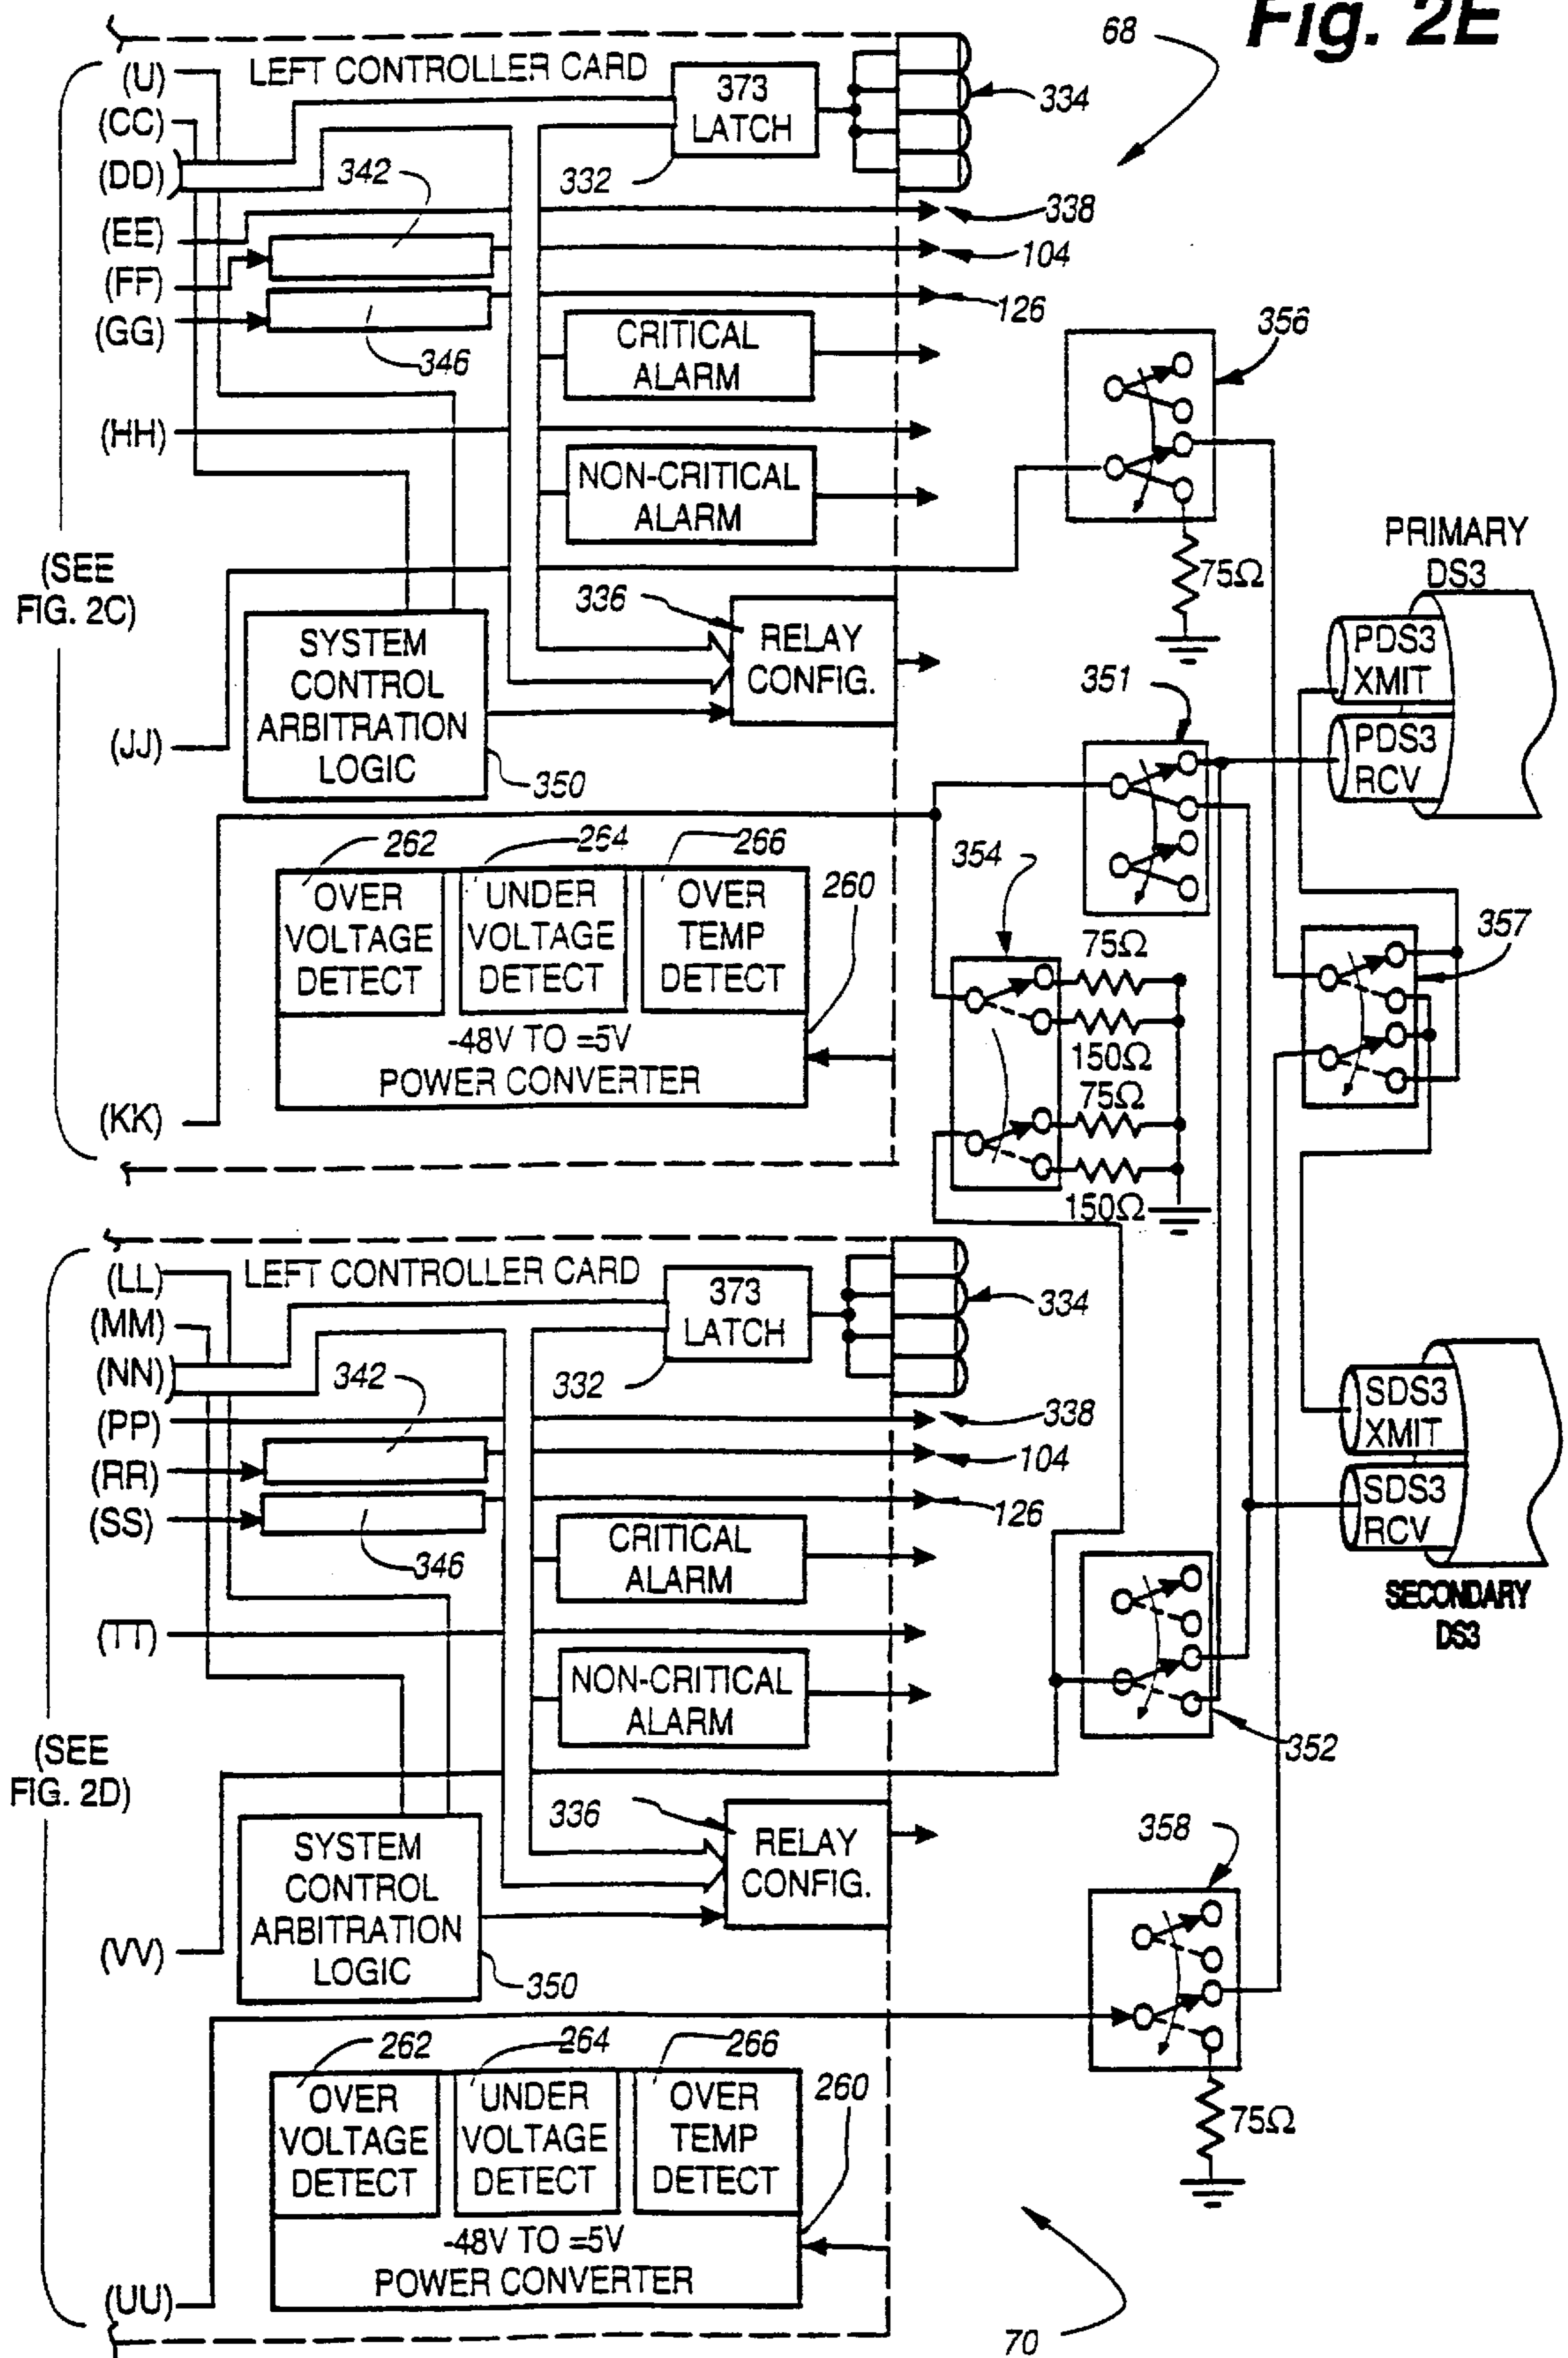 Fig. 2E
68
(U)
LEFT CONTROLLER CARD
(CC)
373
LATCH
334
(DD)
342
332
(EE)
338
(FF)
104
(GG)
126
346
CRITICAL
ALARM
356
(HH)
NON-CRITICAL
ALARM
(SEE
FIG. 2C)
75Ω
PRIMARY
DS3
336
RELAY
CONFIG.
SYSTEM
CONTROL
ARBITRATION
LOGIC
PDS3
XMIT
351
(JJ)
PDS3
RCV
350
262
264
266
354
260
OVER
VOLTAGE
DETECT
UNDER
VOLTAGE
DETECT
OVER
TEMP
DETECT
357
75Ω
150Ω
75Ω
150Ω
-48V TO =5V
POWER CONVERTER
(KK)
(LL)
LEFT CONTROLLER CARD
(MM)
373
LATCH
334
(NN)
342
332
(PP)
338
(RR)
104
(SS)
126
346
SDS3
XMIT
SDS3
RCV
CRITICAL
ALARM
SECONDARY
DS3
(TT)
NON-CRITICAL
ALARM
352
(SEE
FIG. 2D)
336
RELAY
CONFIG.
358
SYSTEM
CONTROL
ARBITRATION
LOGIC
(VV)
350
262
264
266
260
OVER
VOLTAGE
DETECT
UNDER
VOLTAGE
DETECT
OVER
TEMP
DETECT
75Ω
-48V TO =5V
POWER CONVERTER
(UU)
70